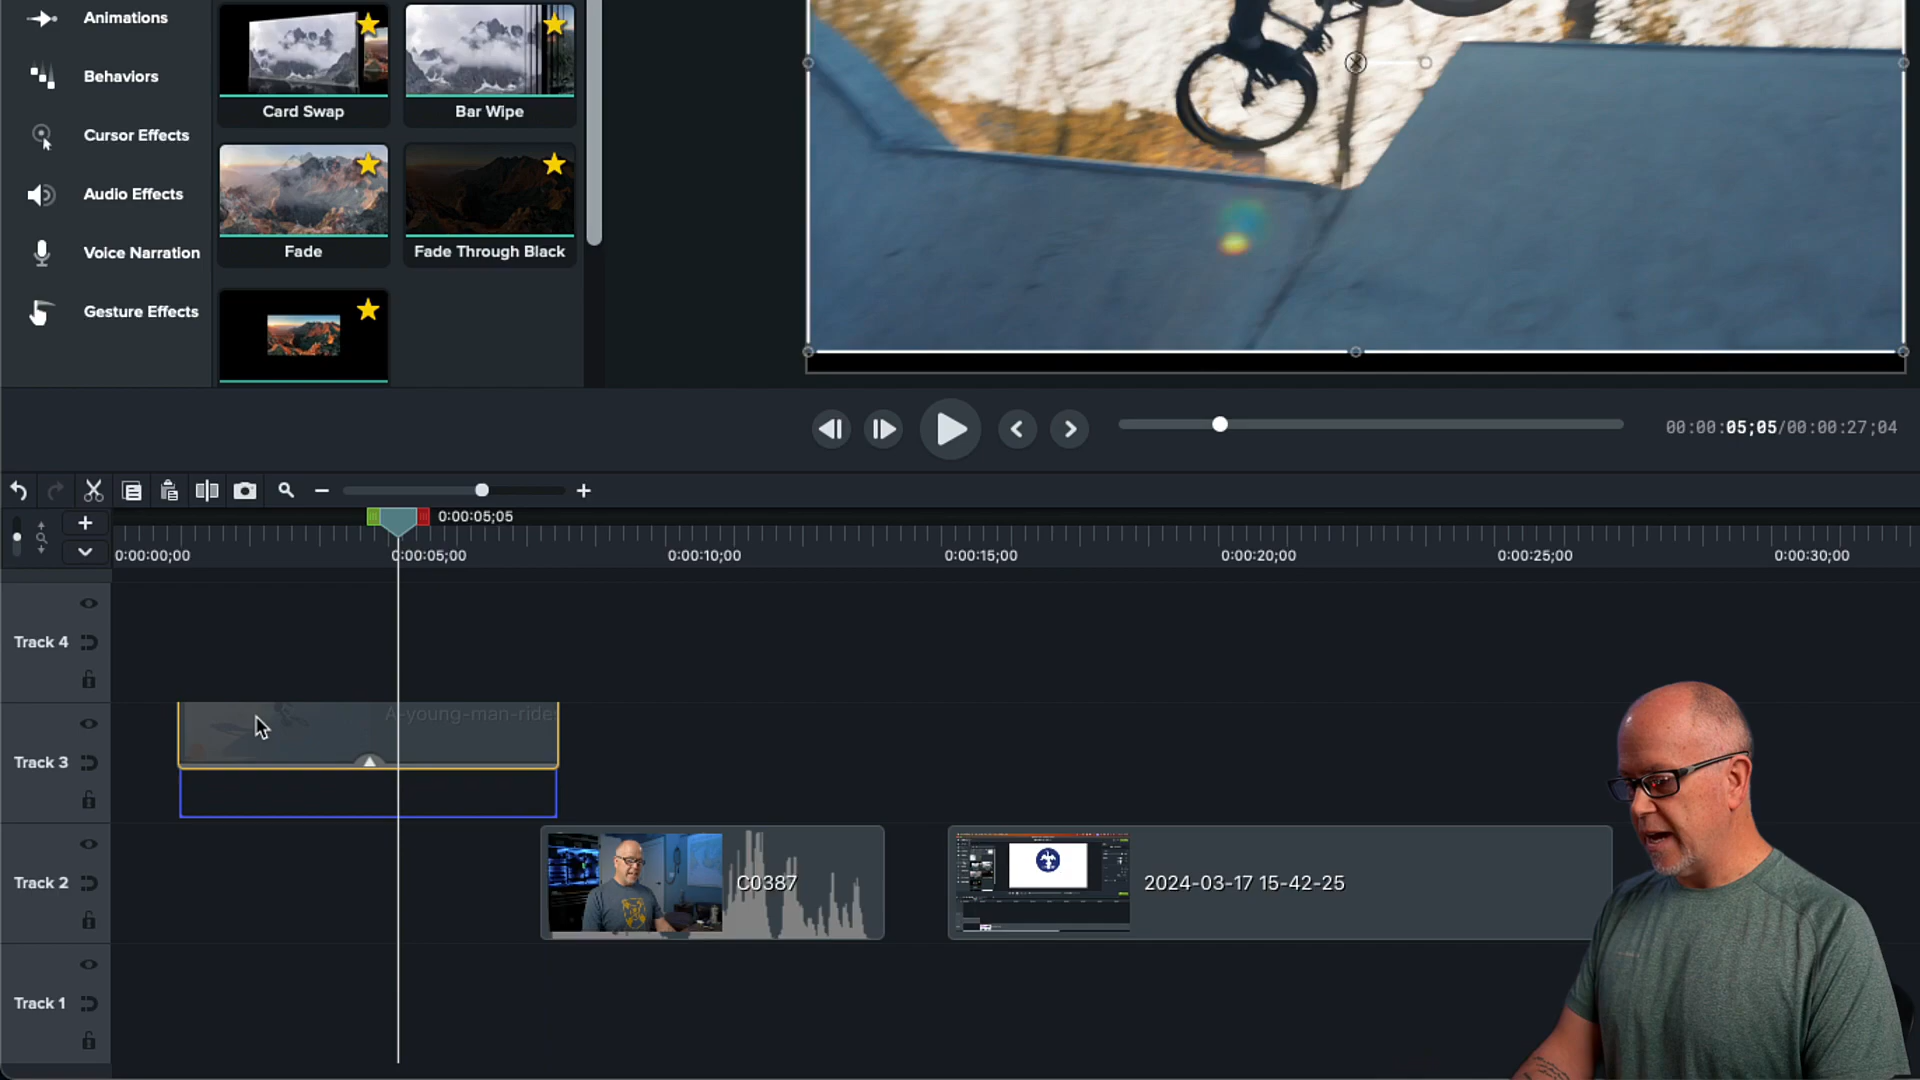 Animations
Behaviors
Cursor Effects
Audio Effects
Voice Narration
Gesture Effects
Card Swap
Bar Wipe
Fade
Fade Through Black
00:00:05;05/00:00:27;04
0:00:05;05
0:00:00;00
0:00:05;00
0:00:10;00
0:00:15;00
0:00:20;00
0:00:25;00
0:00:30;00
Track 4
Track 3
A-young-man-rides
Track 2
C0387
2024-03-17 15-42-25
Track 1